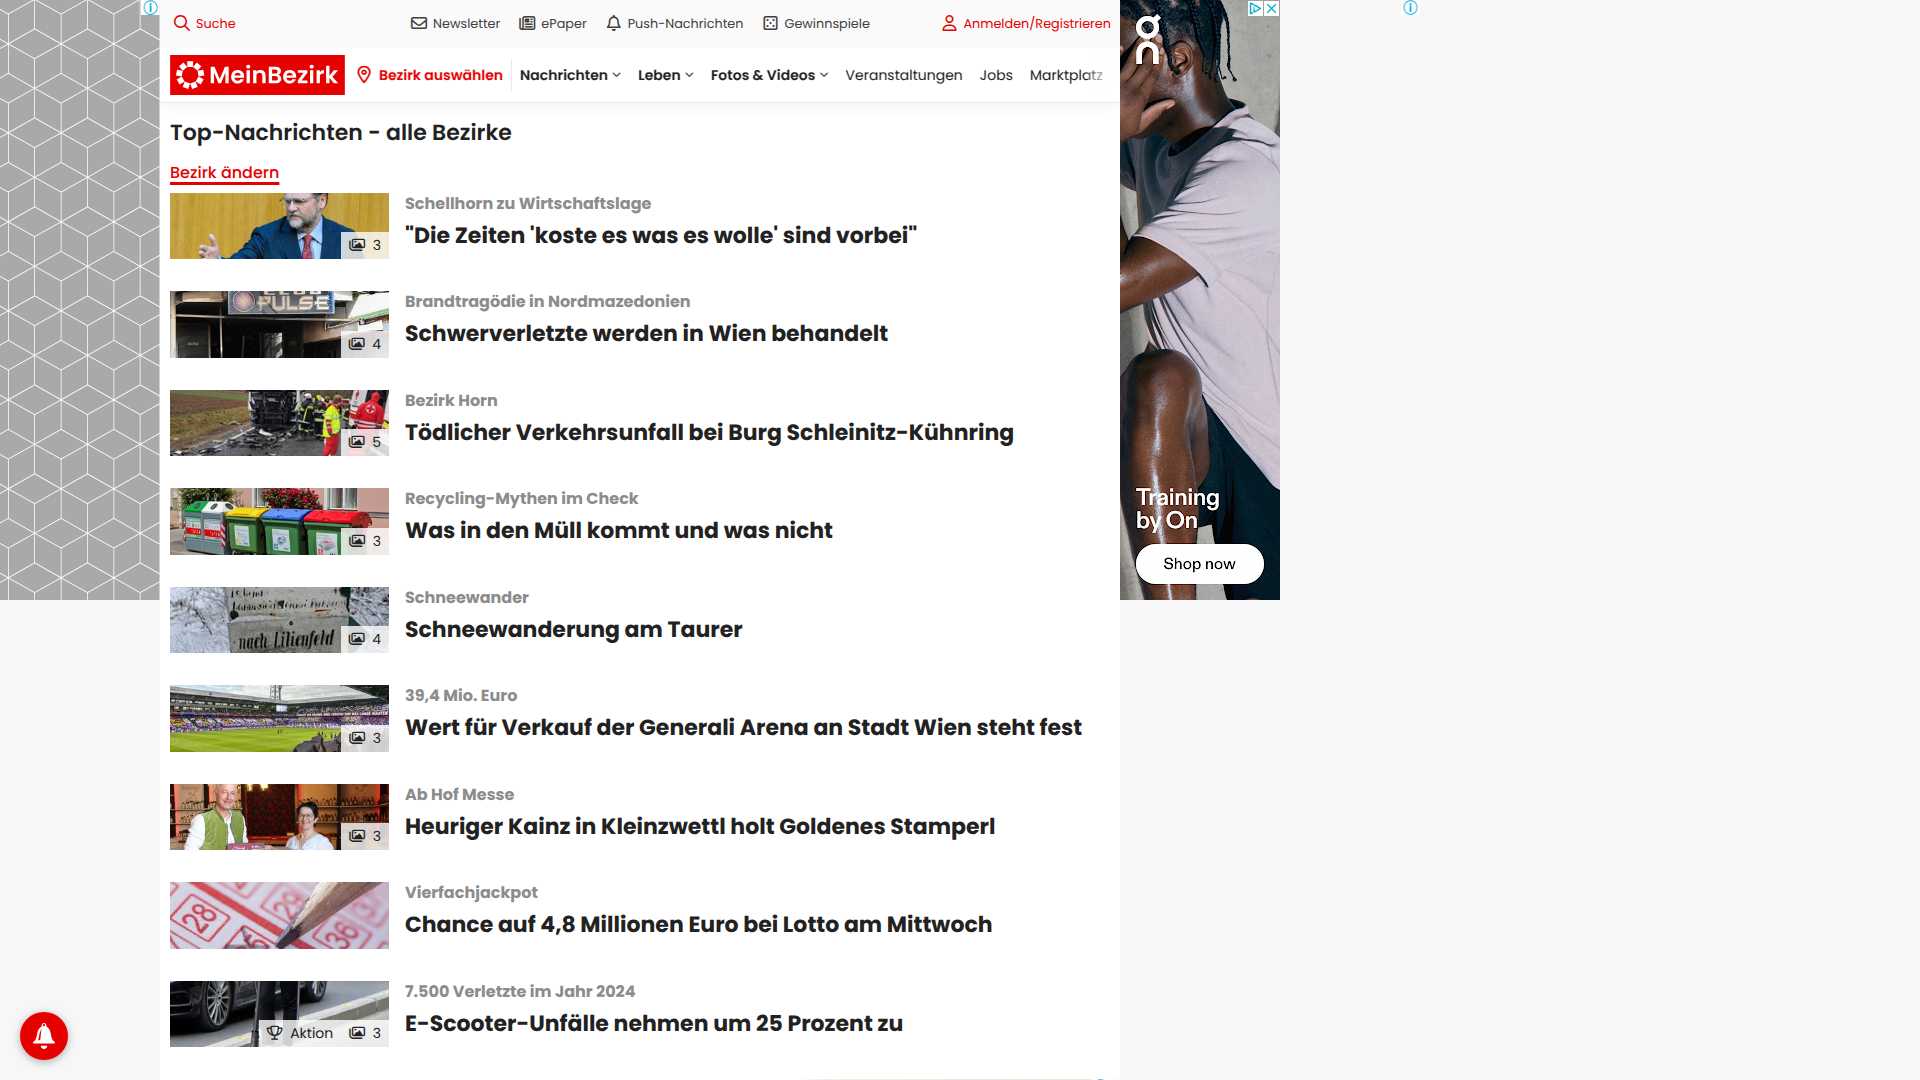 Suche
Newsletter
ePaper
Push-Nachrichten
Gewinnspiele
Anmelden/Registrieren
MeinBezirk
Bezirk auswählen
Nachrichten
Leben
Fotos & Videos
Veranstaltungen
Jobs
Marktplatz
Top-Nachrichten - alle Bezirke
Bezirk ändern
3
Schellhorn zu Wirtschaftslage
"Die Zeiten 'koste es was es wolle' sind vorbei"
PULSE
4
Brandtragödie in Nordmazedonien
Schwerverletzte werden in Wien behandelt
5
Bezirk Horn
Tödlicher Verkehrsunfall bei Burg Schleinitz-Kühnring
3
Recycling-Mythen im Check
Was in den Müll kommt und was nicht
nach Lilienfeld
4
Schneewander
Schneewanderung am Taurer
3
39,4 Mio. Euro
Wert für Verkauf der Generali Arena an Stadt Wien steht fest
3
Ab Hof Messe
Heuriger Kainz in Kleinzwettl holt Goldenes Stamperl
28
29
36
Vierfachjackpot
Chance auf 4,8 Millionen Euro bei Lotto am Mittwoch
Aktion
3
7.500 Verletzte im Jahr 2024
E-Scooter-Unfälle nehmen um 25 Prozent zu
Training
by On
Shop now